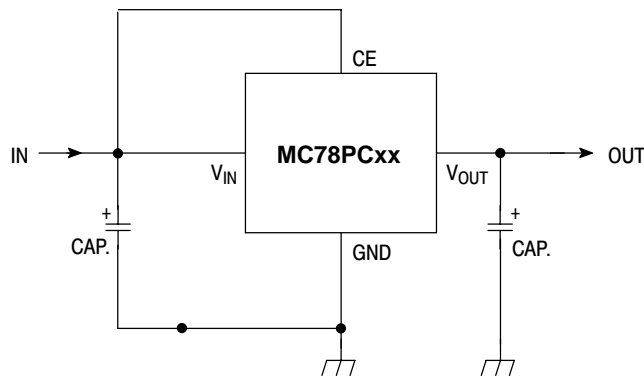 CE
IN
MC78PCxx
VIN
VOUT
OUT
+
CAP.
GND
+
CAP.